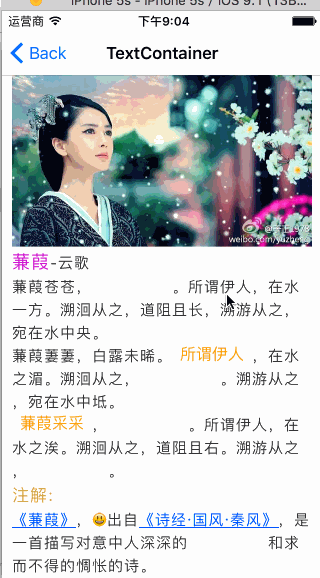 iPhone 5s - iPhone 5s / iOS 9.1 (13B...
运营商 下午9:04
Back TextContainer
weibo.com/yuzhe
蒹葭-云歌
蒹葭苍苍， 。所谓伊人，在水
一方。溯洄从之，道阻且长，溯游从之，
宛在水中央。
蒹葭萋萋，白露未晞。 所谓伊人 ，在水
之湄。溯洄从之， 。溯游从之
，宛在水中坻。
蒹葭采采 ， 。所谓伊人，在
水之涘。溯洄从之，道阻且右。溯游从之
， 。
注解：
《蒹葭》，😀出自《诗经·国风·秦风》，是
一首描写对意中人深深的 和求
而不得的惆怅的诗。